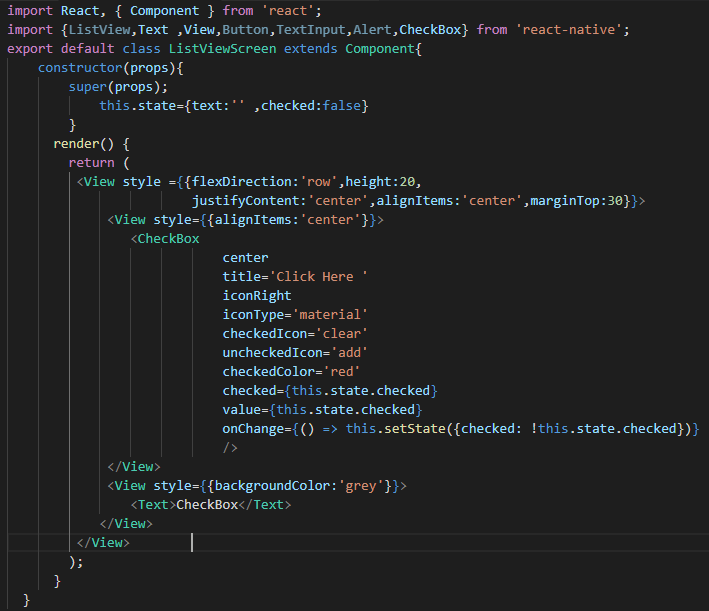 import React, { Component } from 'react';
import {ListView,Text ,View,Button,TextInput,Alert,CheckBox} from 'react-native';
export default class ListViewScreen extends Component{
    constructor(props){
        super(props);
            this.state={text:'' ,checked:false}
        }
      render() {
        return (
         <View style ={{flexDirection:'row',height:20,
                        justifyContent:'center',alignItems:'center',marginTop:30}}>
             <View style={{alignItems:'center'}}>
                <CheckBox
                            center
                            title='Click Here '
                            iconRight
                            iconType='material'
                            checkedIcon='clear'
                            uncheckedIcon='add'
                            checkedColor='red'
                            checked={this.state.checked}
                            value={this.state.checked}
                            onChange={() => this.setState({checked: !this.state.checked})}
                            />
             </View>
             <View style={{backgroundColor:'grey'}}>
                <Text>CheckBox</Text>
            </View>
         </View>
        );
      }
  }